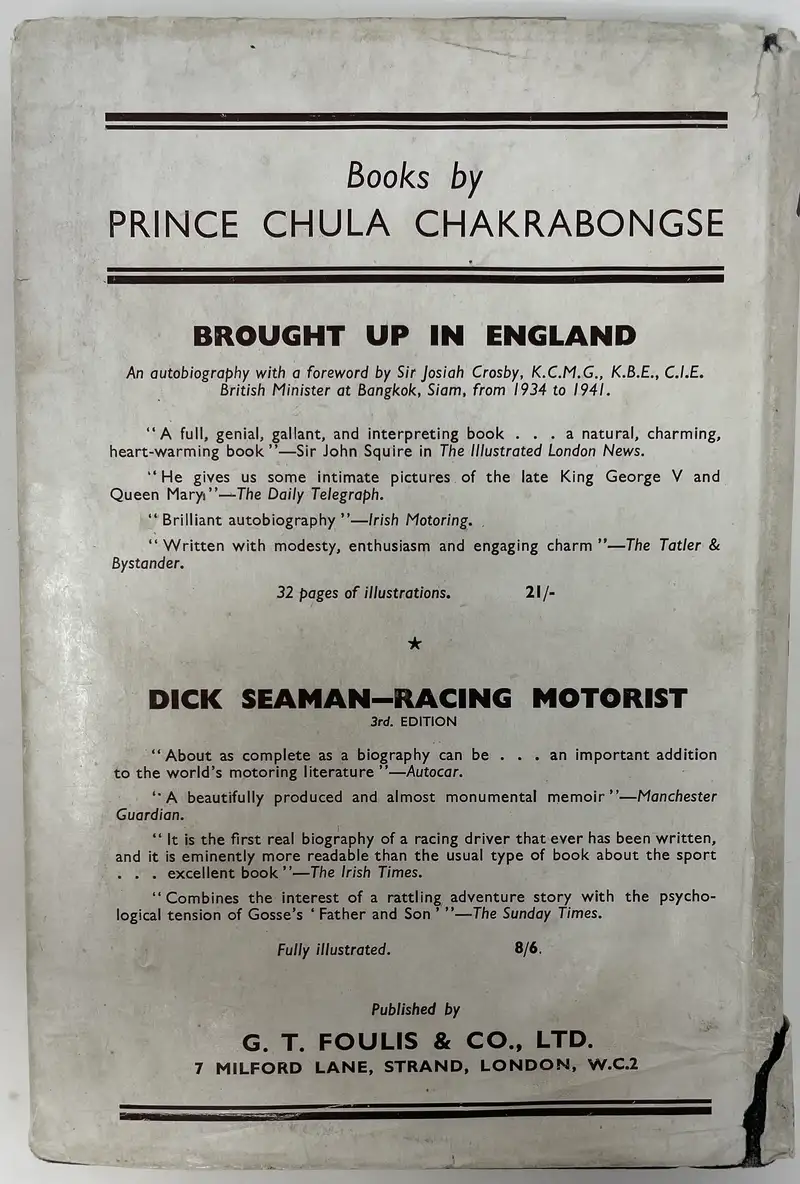 Books by
PRINCE CHULA CHAKRABONGSE
BROUGHT UP IN ENGLAND
An autobiography with a foreword by Sir Josiah Crosby, K.C.M.G., K.B.E., C.I.E.
British Minister at Bangkok, Siam, from 1934 to 1941.
"A full, genial, gallant, and interpreting book . . . a natural, charming,
heart-warming book"—Sir John Squire in The Illustrated London News.
"He gives us some intimate pictures of the late King George V and
Queen Mary"—The Daily Telegraph.
"Brilliant autobiography"—Irish Motoring.
"Written with modesty, enthusiasm and engaging charm"—The Tatler &
Bystander.
32 pages of illustrations. 21/-
★
DICK SEAMAN—RACING MOTORIST
3rd. EDITION
"About as complete as a biography can be . . . an important addition
to the world's motoring literature"—Autocar.
"A beautifully produced and almost monumental memoir"—Manchester
Guardian.
"It is the first real biography of a racing driver that ever has been written,
and it is eminently more readable than the usual type of book about the sport
. . . excellent book"—The Irish Times.
"Combines the interest of a rattling adventure story with the psycho-
logical tension of Gosse's 'Father and Son'"—The Sunday Times.
Fully illustrated. 8/6.
Published by
G. T. FOULIS & CO., LTD.
7 MILFORD LANE, STRAND, LONDON, W.C.2